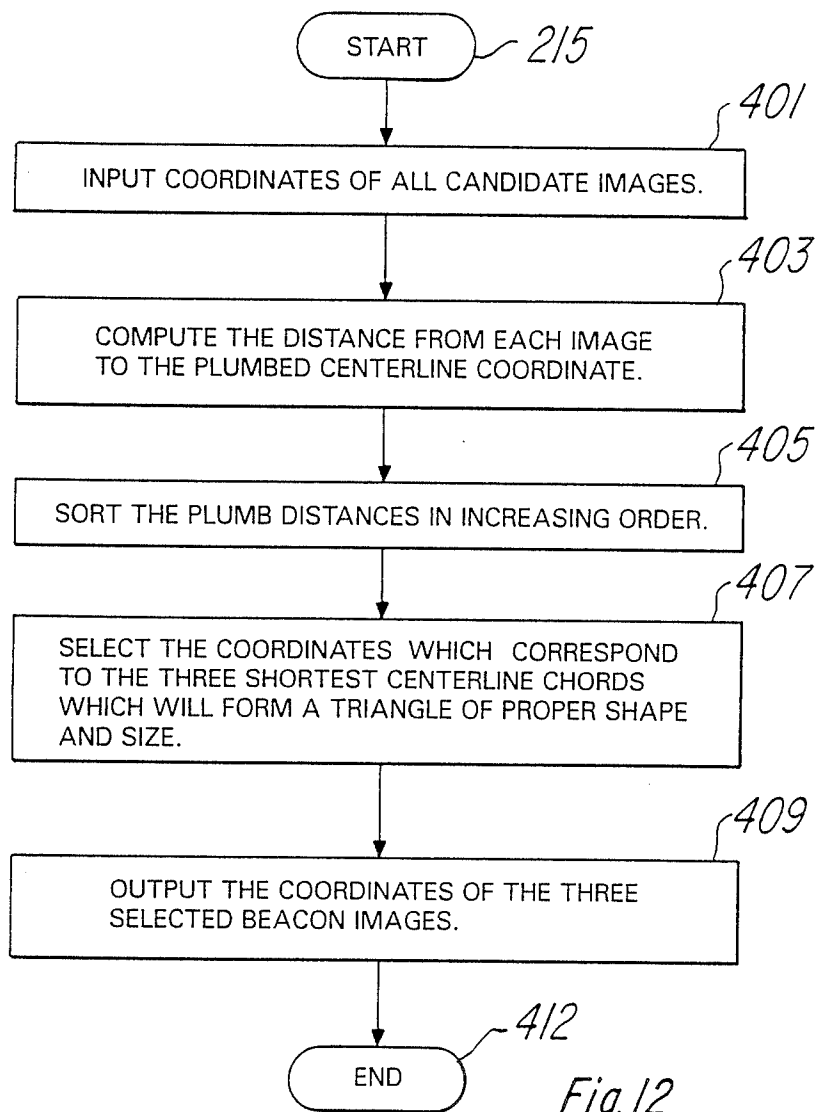 START
215
401
INPUT COORDINATES OF ALL CANDIDATE IMAGES.
403
COMPUTE THE DISTANCE FROM EACH IMAGE
TO THE PLUMBED CENTERLINE COORDINATE.
405
SORT THE PLUMB DISTANCES IN INCREASING ORDER.
407
SELECT THE COORDINATES WHICH CORRESPOND
TO THE THREE SHORTEST CENTERLINE CHORDS
WHICH WILL FORM A TRIANGLE OF PROPER SHAPE
AND SIZE.
409
OUTPUT THE COORDINATES OF THE THREE
SELECTED BEACON IMAGES.
412
END
Fig.12